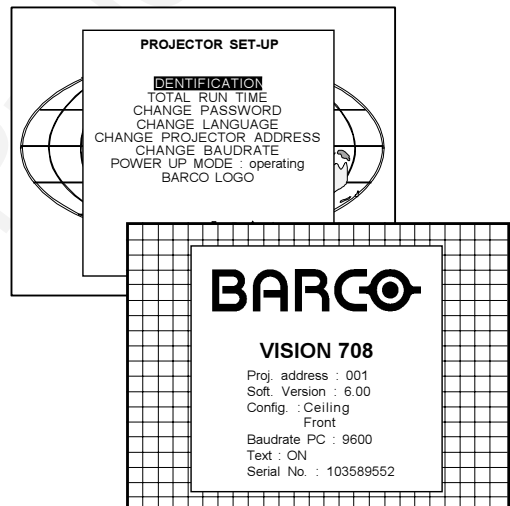 PROJECTOR SET-UP
DENTIFICATION
TOTAL RUN TIME
CHANGE PASSWORD
CHANGE LANGUAGE
CHANGE PROJECTOR ADDRESS
CHANGE BAUDRATE
POWER UP MODE : operating
BARCO LOGO
BARCO
VISION 708
Proj. address : 001
Soft. Version : 6.00
Config. : Ceiling
Front
Baudrate PC : 9600
Text : ON
Serial No. : 103589552